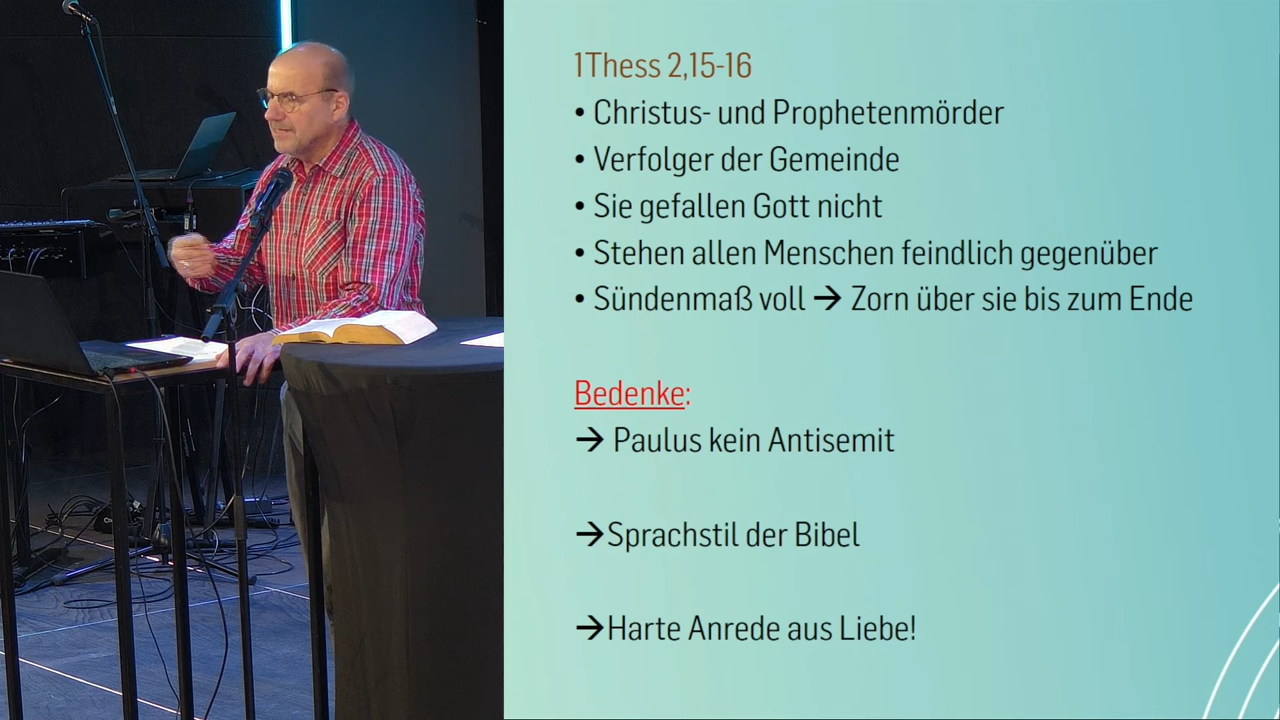 1Thess 2,15-16
• Christus- und Prophetenmörder
• Verfolger der Gemeinde
• Sie gefallen Gott nicht
• Stehen allen Menschen feindlich gegenüber
• Sündenmaß voll → Zorn über sie bis zum Ende
Bedenke:
→ Paulus kein Antisemit
→Sprachstil der Bibel
→Harte Anrede aus Liebe!